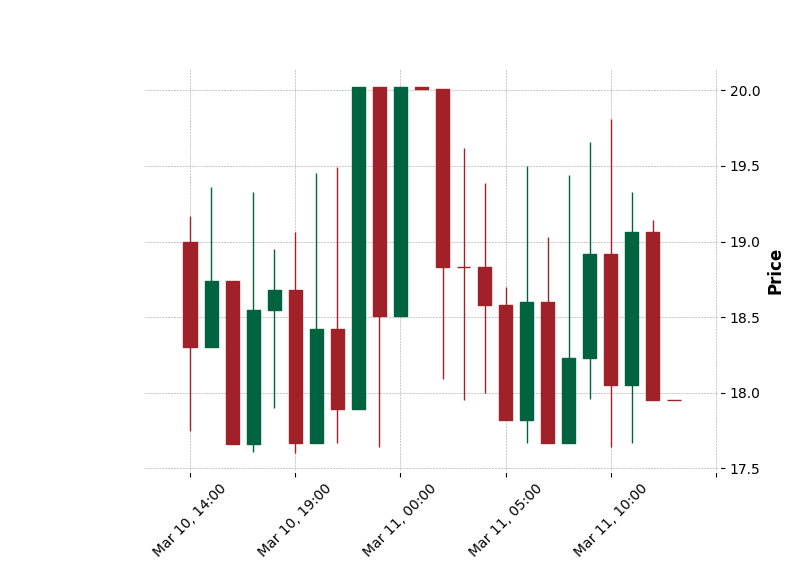 20.0
19.5
19.0
18.5
18.0
17.5
Price
Mar 10, 14:00
Mar 10, 19:00
Mar 11, 00:00
Mar 11, 05:00
Mar 11, 10:00